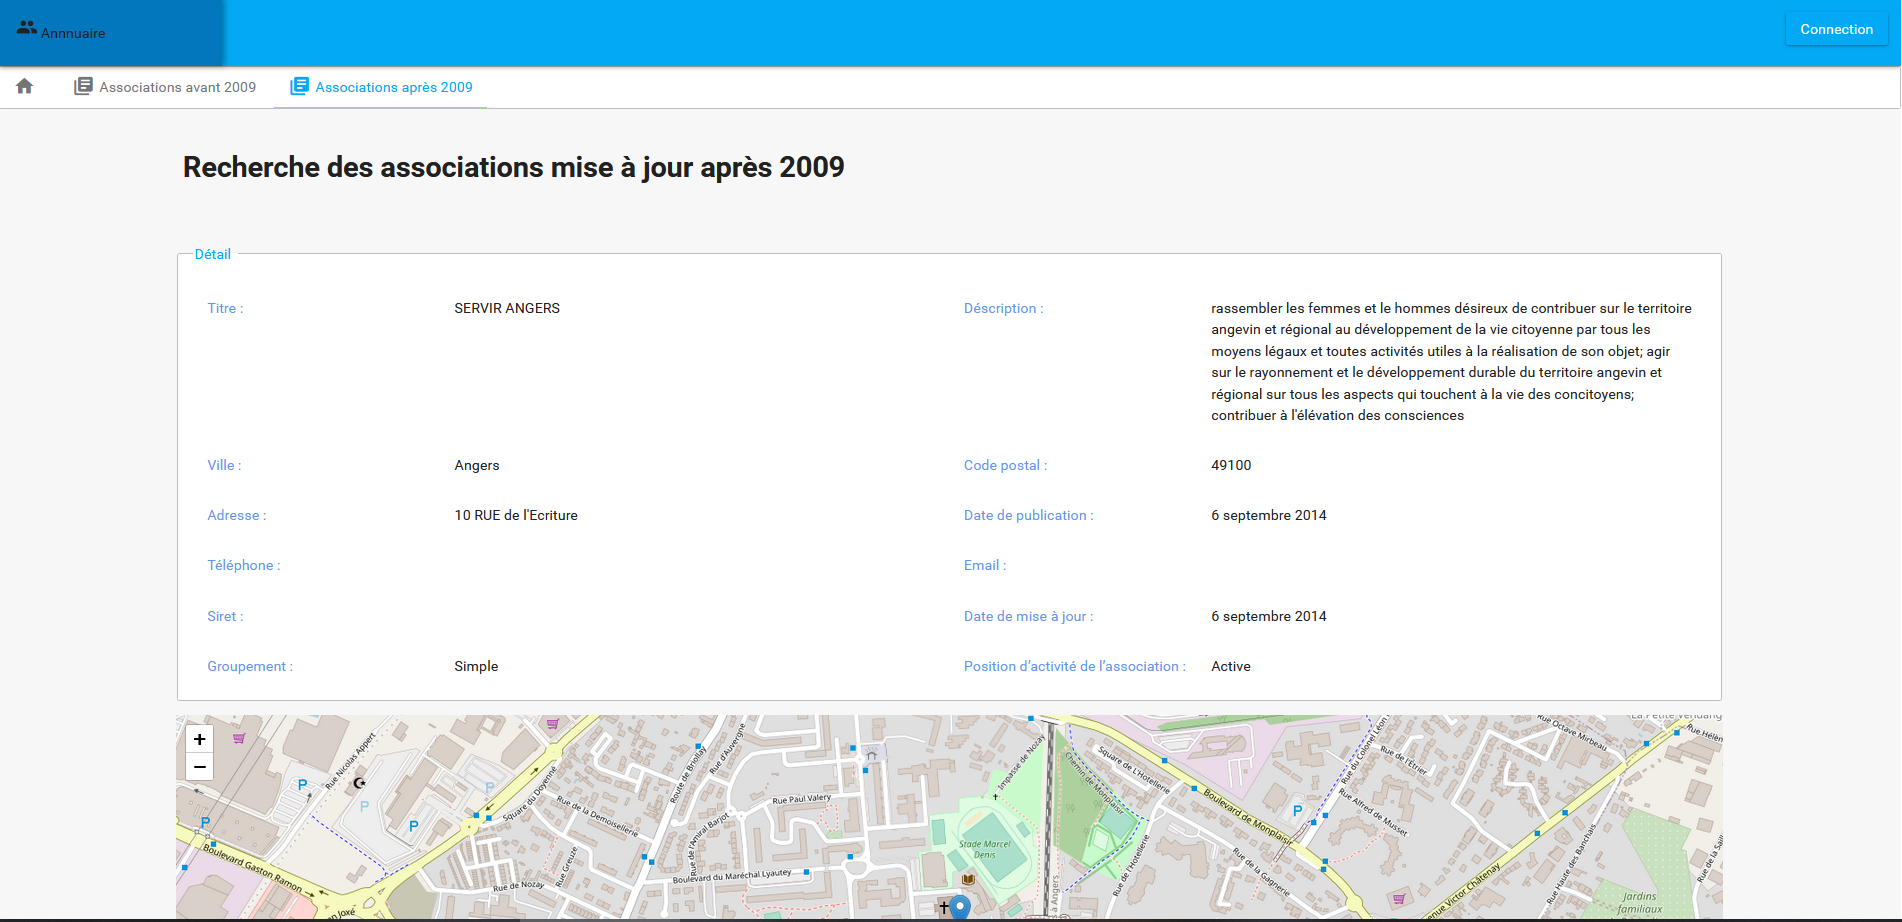 Annnuaire
Connection
Associations avant 2009
Associations après 2009
Recherche des associations mise à jour après 2009
Détail
Titre :
SERVIR ANGERS
Déscription :
rassembler les femmes et le hommes désireux de contribuer sur le territoire
angevin et régional au développement de la vie citoyenne par tous les
moyens légaux et toutes activités utiles à la réalisation de son objet; agir
sur le rayonnement et le développement durable du territoire angevin et
régional sur tous les aspects qui touchent à la vie des concitoyens;
contribuer à l'élévation des consciences
Ville :
Angers
Code postal :
49100
Adresse :
10 RUE de l'Ecriture
Date de publication :
6 septembre 2014
Téléphone :
Email :
Siret :
Date de mise à jour :
6 septembre 2014
Groupement :
Simple
Position d’activité de l’association :
Active
+
−
Rue Nicolas Appert
P
P
P
P
P
P
Square du Doyenné
Rue de la Demoiselle
Route de Briollay
Rue d'Auvergne
Rue Paul Valery
Rue de l'Amiral Barjot
Rue Greuze
Rue de Nozay
Boulevard du Maréchal Lyautey
Boulevard Gaston Ramon
Impasse de Nozay
Stade Marcel
Denis
à Angers
Chemin de Monplaisir
Square de L'Hotellerie
Rue de l'Hotellerie
Boulevard de Monplaisir
Rue de la Gagnerie
Rue du Colonel Léon
Rue de l'Étrier
Rue Alfred de Musset
Rue Octave Mirbeau
La Petite Vendang
Rue Hélèn
Avenue Victor Châtenay
Rue Haute des Banchais
Rue de la Sall
Jardins
familiaux